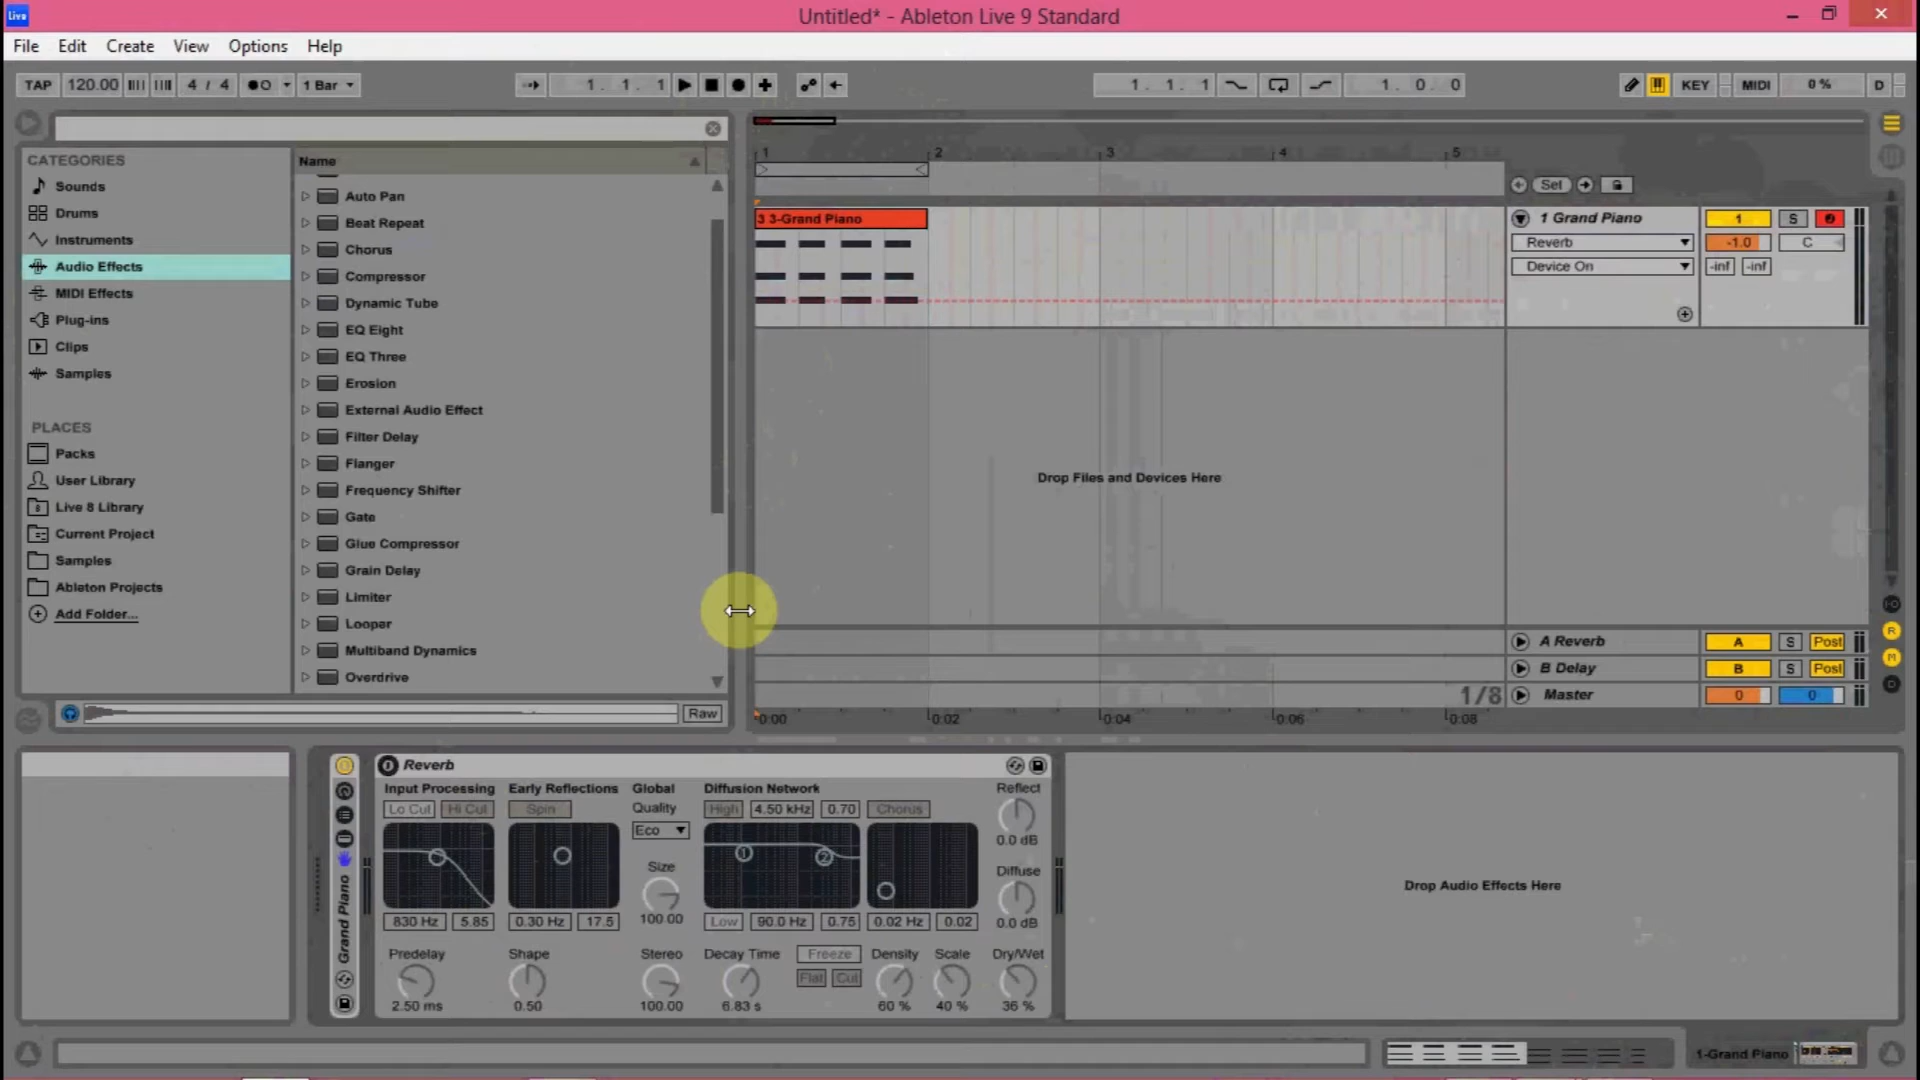 Live
Untitled* - Ableton Live 9 Standard
File Edit Create View Options Help
TAP 120.00 4 / 4 1 Bar 1. 1. 1 1. 1. 1 1. 0. 0 KEY MIDI 0 % D
CATEGORIES
Sounds
Drums
Instruments
Audio Effects
MIDI Effects
Plug-ins
Clips
Samples
PLACES
Packs
User Library
Live 8 Library
Current Project
Samples
Ableton Projects
Add Folder...
Name
Auto Pan
Beat Repeat
Chorus
Compressor
Dynamic Tube
EQ Eight
EQ Three
Erosion
External Audio Effect
Filter Delay
Flanger
Frequency Shifter
Gate
Glue Compressor
Grain Delay
Limiter
Looper
Multiband Dynamics
Overdrive
Raw
1 2 3 4 5
Set
3 3-Grand Piano
1 Grand Piano 1 S
Reverb -1.0 C
Device On -inf -inf
Drop Files and Devices Here
A Reverb A S Post
B Delay B S Post
1/8 Master 0 0
0:00 0:02 0:04 0:06 0:08
R
M
D
Grand Piano
Reverb
Input Processing Early Reflections Global Diffusion Network Reflect
Lo Cut Hi Cut Spin Quality High 4.50 kHz 0.70 Chorus
Eco 1 2 0.0 dB
Size Diffuse
100.00
830 Hz 5.85 0.30 Hz 17.5 Low 90.0 Hz 0.75 0.02 Hz 0.02 0.0 dB
Predelay Shape Stereo Decay Time Freeze Density Scale Dry/Wet
Flat Cut
2.50 ms 0.50 100.00 6.83 s 60 % 40 % 36 %
Drop Audio Effects Here
1-Grand Piano